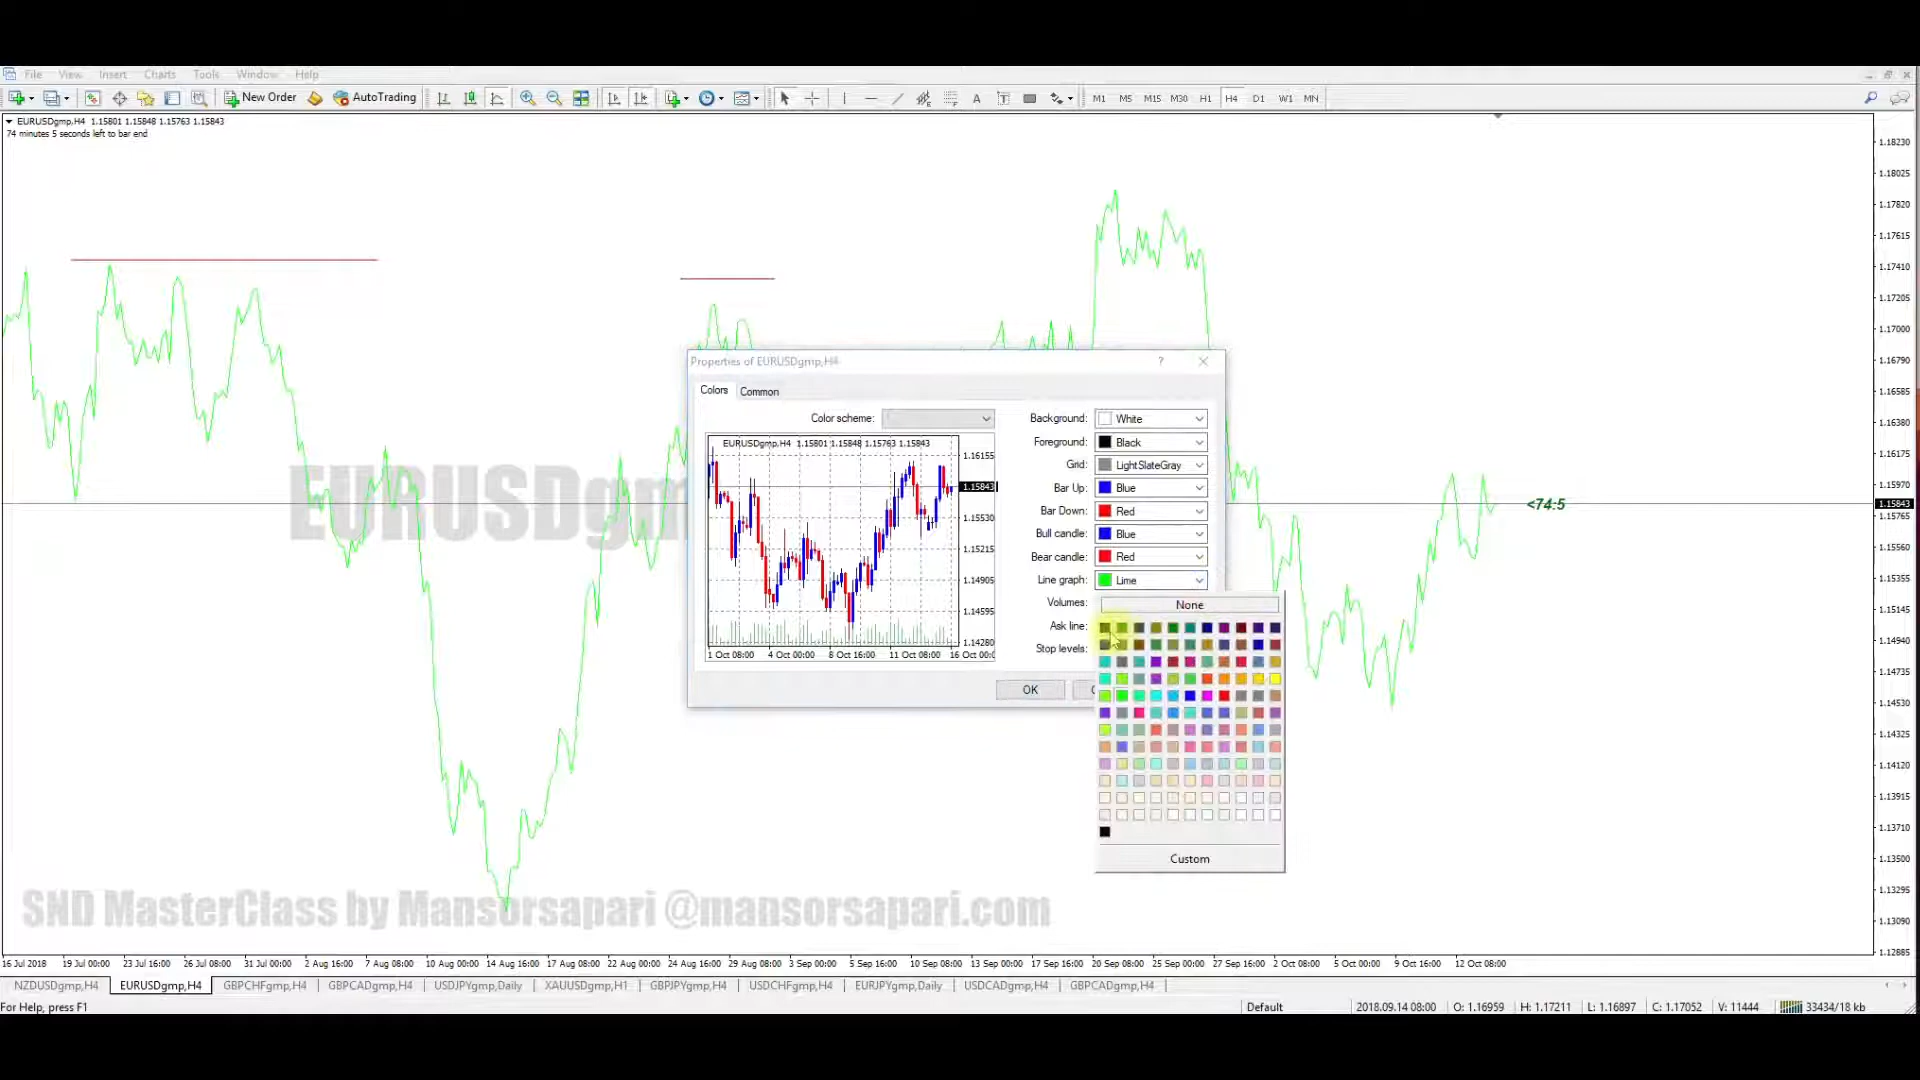 File View Insert Charts Tools Window Help
New Order AutoTrading A T M1 M5 M15 M30 H1 H4 D1 W1 MN
EURUSDgmp,H4 1.15801 1.15848 1.15763 1.15843
74 minutes 5 seconds left to bar end
1.18230
1.18025
1.17820
1.17615
1.17410
1.17205
1.17000
1.16790
1.16585
1.16380
1.16175
1.15970
1.15843
1.15765
1.15560
1.15355
1.15145
1.14940
1.14735
1.14530
1.14325
1.14120
1.13915
1.13710
1.13500
1.13295
1.13090
1.12885
<74:5
EURUSDgm
Properties of EURUSDgmp,H4 ?
Colors Common
Color scheme:
EURUSDgmp,H4 1.15801 1.15848 1.15763 1.15843
1.16155
1.15843
1.15530
1.15215
1.14905
1.14595
1.14280
1 Oct 08:00 4 Oct 00:00 8 Oct 16:00 11 Oct 08:00 16 Oct 00:0
Background: White
Foreground: Black
Grid: LightSlateGray
Bar Up: Blue
Bar Down: Red
Bull candle: Blue
Bear candle: Red
Line graph: Lime
Volumes:
Ask line:
Stop levels:
None
Custom
OK
SND MasterClass by Mansorsapari @mansorsapari.com
16 Jul 2018 19 Jul 00:00 23 Jul 16:00 26 Jul 08:00 31 Jul 00:00 2 Aug 16:00 7 Aug 08:00 10 Aug 00:00 14 Aug 16:00 17 Aug 08:00 22 Aug 00:00 24 Aug 16:00 29 Aug 08:00 3 Sep 00:00 5 Sep 16:00 10 Sep 08:00 13 Sep 00:00 17 Sep 16:00 20 Sep 08:00 25 Sep 00:00 27 Sep 16:00 2 Oct 08:00 5 Oct 00:00 9 Oct 16:00 12 Oct 08:00
NZDUSDgmp,H4 EURUSDgmp,H4 GBPCHFgmp,H4 GBPCADgmp,H4 USDJPYgmp,Daily XAUUSDgmp,H1 GBPJPYgmp,H4 USDCHFgmp,H4 EURJPYgmp,Daily USDCADgmp,H4 GBPCADgmp,H4
For Help, press F1 Default 2018.09.14 08:00 O: 1.16959 H: 1.17211 L: 1.16897 C: 1.17052 V: 11444 33434/18 kb